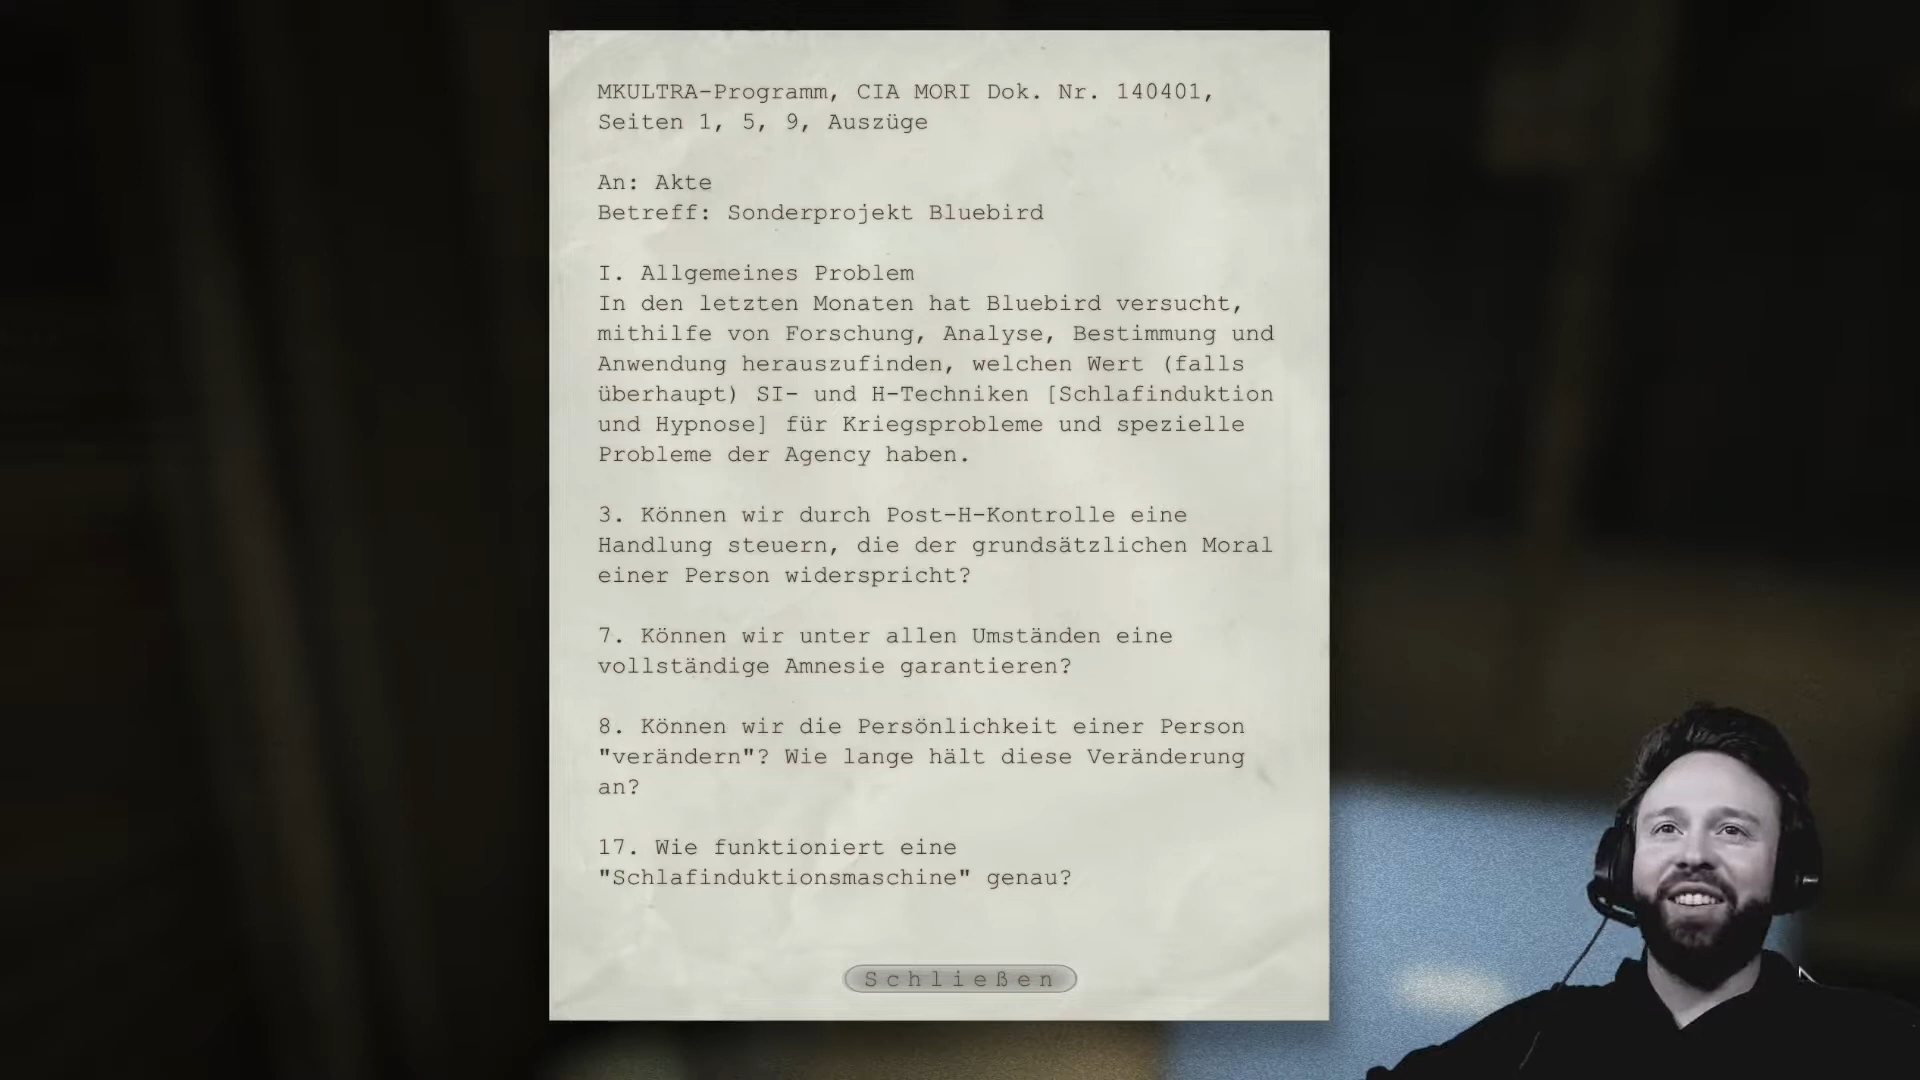 MKULTRA-Programm, CIA MORI Dok. Nr. 140401,
Seiten 1, 5, 9, Auszüge
An: Akte
Betreff: Sonderprojekt Bluebird
I. Allgemeines Problem
In den letzten Monaten hat Bluebird versucht,
mithilfe von Forschung, Analyse, Bestimmung und
Anwendung herauszufinden, welchen Wert (falls
überhaupt) SI- und H-Techniken [Schlafinduktion
und Hypnose] für Kriegsprobleme und spezielle
Probleme der Agency haben.
3. Können wir durch Post-H-Kontrolle eine
Handlung steuern, die der grundsätzlichen Moral
einer Person widerspricht?
7. Können wir unter allen Umständen eine
vollständige Amnesie garantieren?
8. Können wir die Persönlichkeit einer Person
"verändern"? Wie lange hält diese Veränderung
an?
17. Wie funktioniert eine
"Schlafinduktionsmaschine" genau?
Schließen